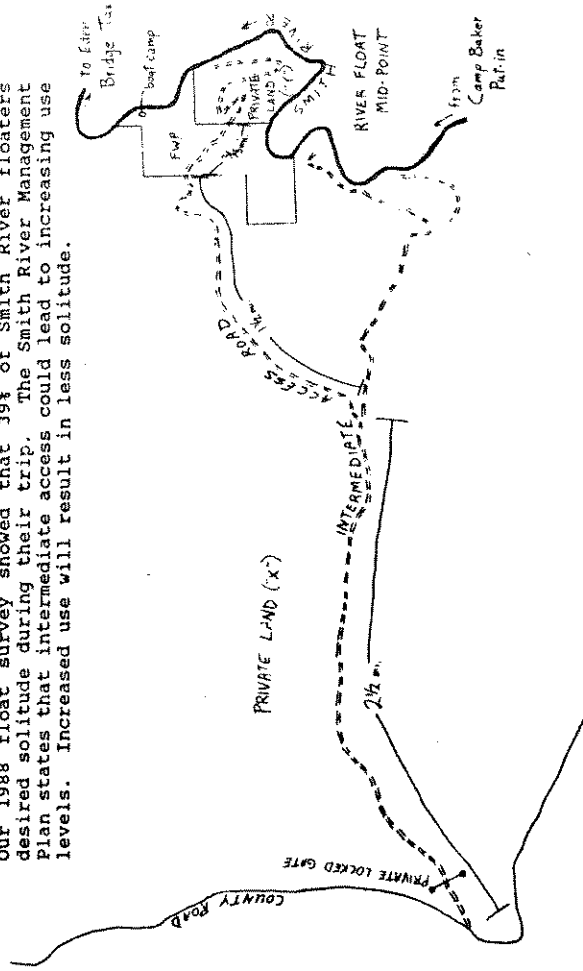 Our 1988 float survey showed that 39% of Smith River floaters
desired solitude during their trip. The Smith River Management
Plan states that intermediate access could lead to increasing use
levels. Increased use will result in less solitude.
to Eden
Bridge Tax
boat camp
FWP
PRIVATE
LAND
SMITH
RIVER
RIVER FLOAT
MID-POINT
from
Camp Baker
Put-in
ACCESS ROAD
1½ m.
INTERMEDIATE
PRIVATE LAND ("X")
2½ m.
PRIVATE LOCKED GATE
COUNTY ROAD